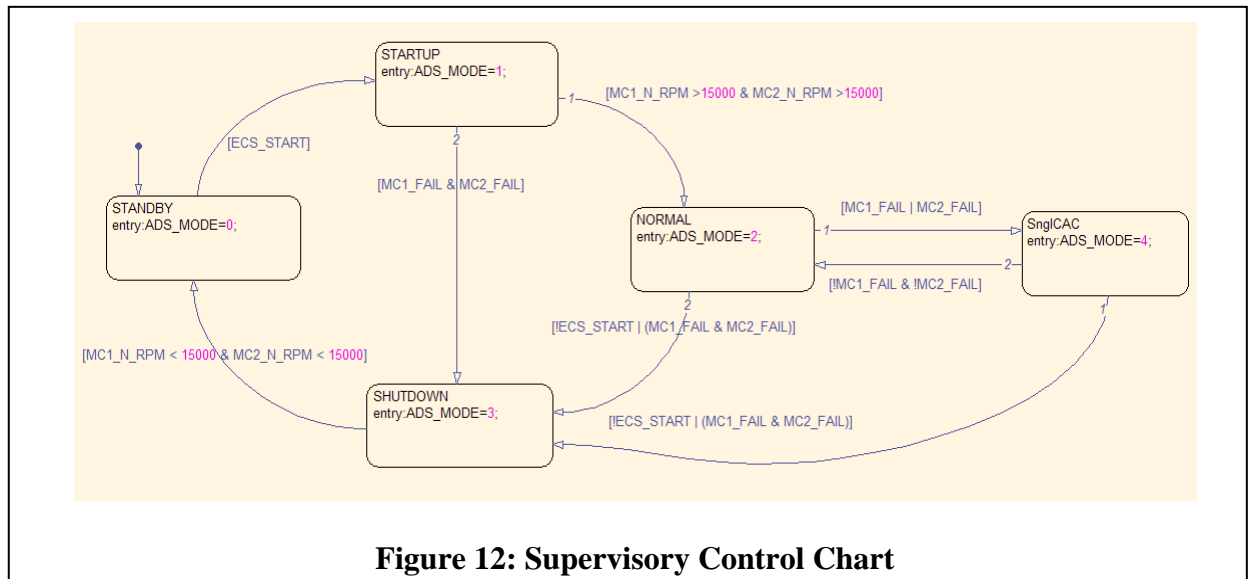 STARTUP
entry:ADS_MODE=1;
1
[MC1_N_RPM >15000 & MC2_N_RPM >15000]
2
[ECS_START]
[MC1_FAIL & MC2_FAIL]
STANDBY
entry:ADS_MODE=0;
NORMAL
entry:ADS_MODE=2;
1
[MC1_FAIL | MC2_FAIL]
SnglCAC
entry:ADS_MODE=4;
2
[!MC1_FAIL & !MC2_FAIL]
2
1
[!ECS_START | (MC1_FAIL & MC2_FAIL)]
[MC1_N_RPM < 15000 & MC2_N_RPM < 15000]
SHUTDOWN
entry:ADS_MODE=3;
[!ECS_START | (MC1_FAIL & MC2_FAIL)]
Figure 12: Supervisory Control Chart